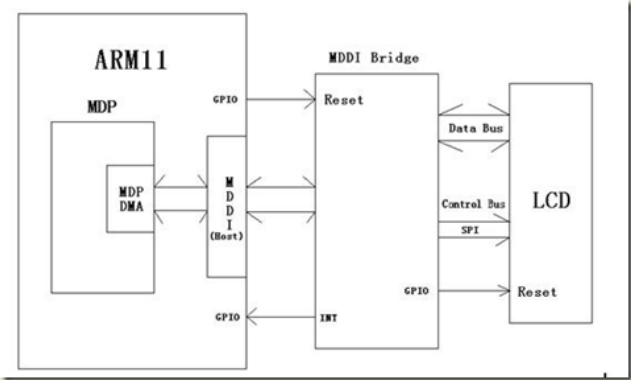 ARM11
MDP
MDP
DMA
GPIO
M
D
D
I
(Host)
GPIO
MDDI Bridge
Reset
INT
GPIO
Data Bus
Control Bus
SPI
LCD
Reset